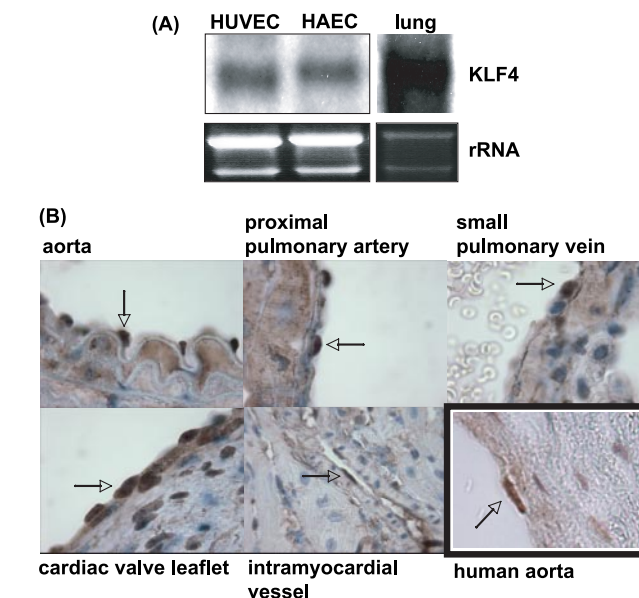 (A)
HUVEC HAEC lung
KLF4
rRNA
(B)
aorta
proximal
pulmonary artery
small
pulmonary vein
cardiac valve leaflet
intramyocardial
vessel
human aorta